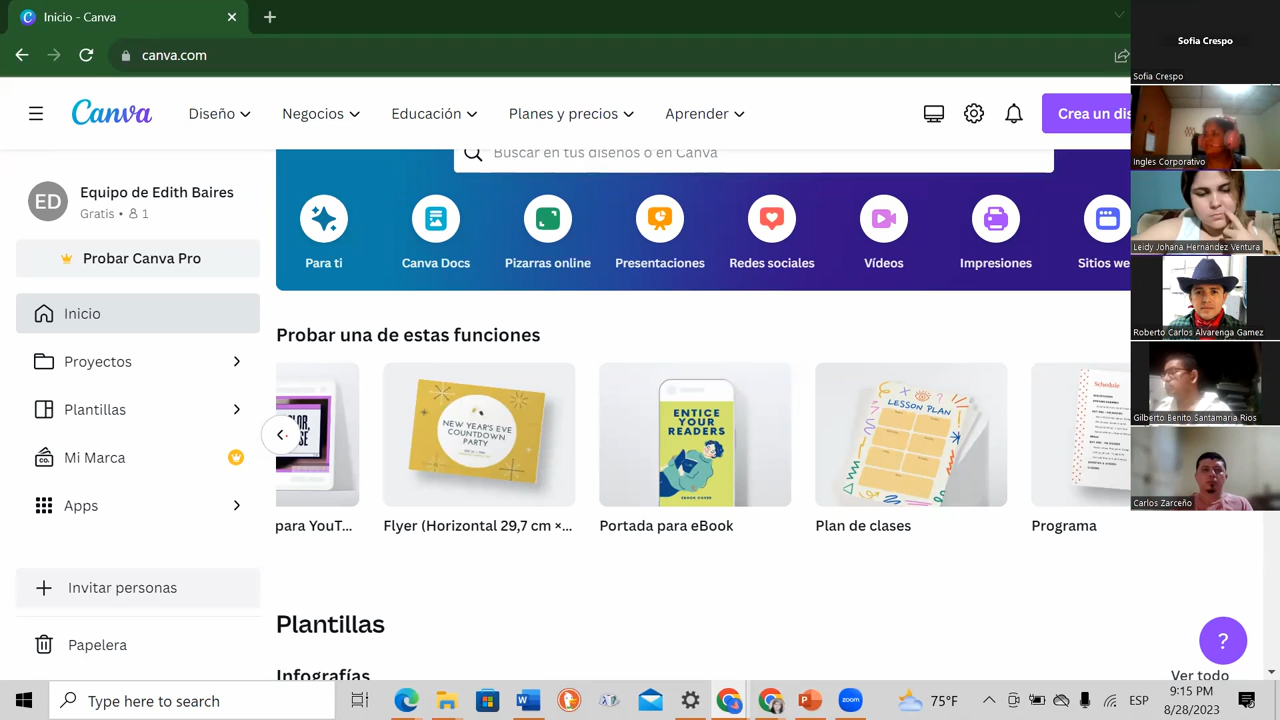 Inicio - Canva
canva.com
Canva
Diseño
Negocios
Educación
Planes y precios
Aprender
Crea un dis
Buscar en tus diseños o en Canva
ED
Equipo de Edith Baires
Gratis • 1
Probar Canva Pro
Inicio
Proyectos
Plantillas
Mi Marca
CO.
Apps
Invitar personas
Papelera
Para ti
Canva Docs
Pizarras online
Presentaciones
Redes sociales
Vídeos
Impresiones
Sitios we
Probar una de estas funciones
NEW YEAR'S EVE
COUNTDOWN
PARTY
ENTICE
YOUR
READERS
EBOOK COVER
LESSON PLAN
Schedule
para YouT...
Flyer (Horizontal 29,7 cm ×...
Portada para eBook
Plan de clases
Programa
Plantillas
Infografías
Ver todo
?
Sofia Crespo
Sofia Crespo
Ingles Corporativo
Leidy Johana Hernández Ventura
Roberto Carlos Alvarenga Gamez
Gilberto Benito Santamaria Rios
Carlos Zarceño
Type here to search
zoom
75°F
ESP
9:15 PM
8/28/2023